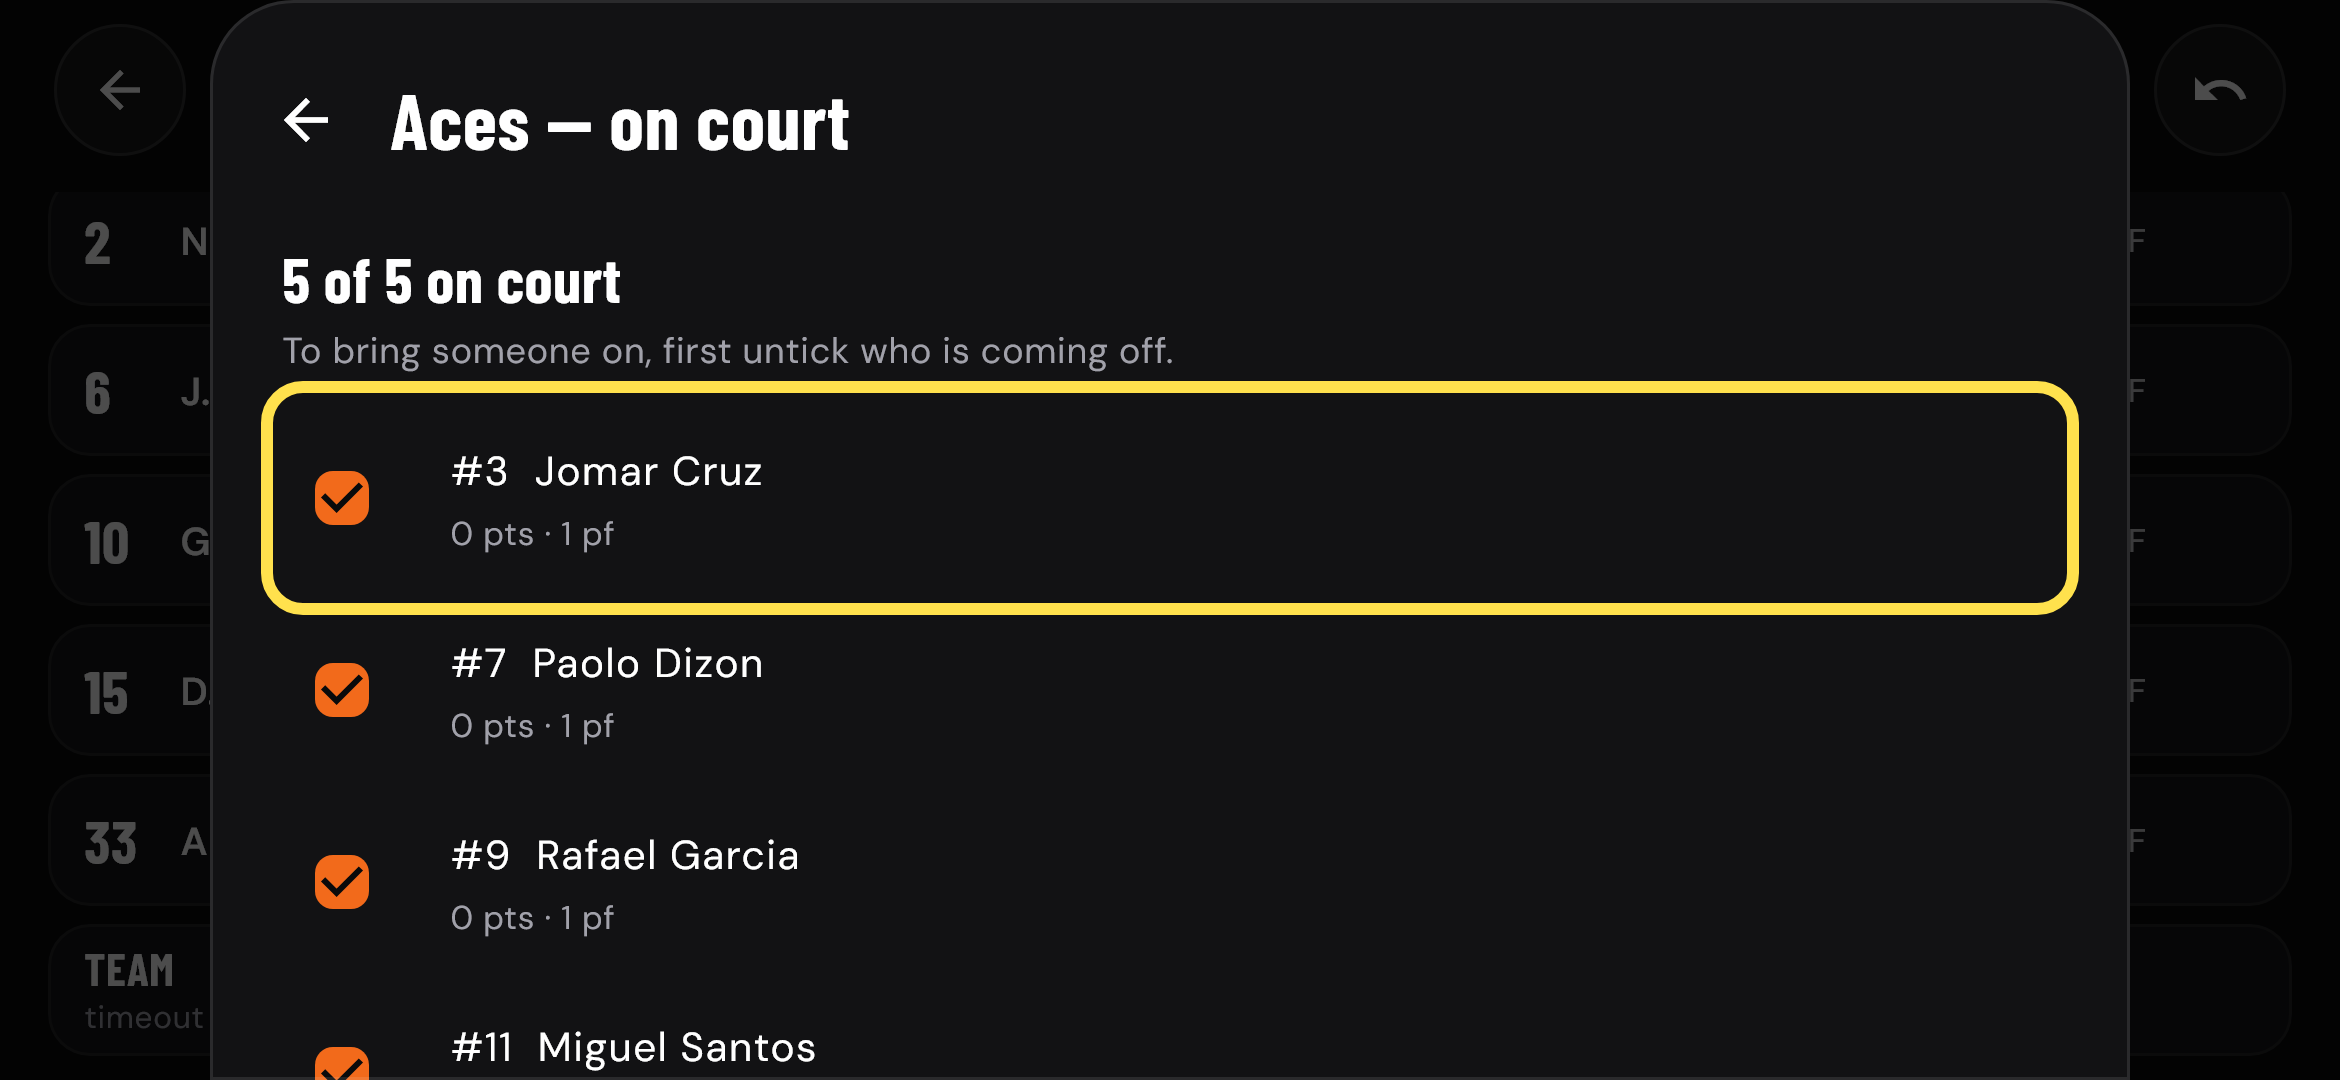 Aces – on court
5 of 5 on court
To bring someone on, first untick who is coming off.
#3 Jomar Cruz
0 pts · 1 pf
#7 Paolo Dizon
0 pts · 1 pf
#9 Rafael Garcia
0 pts · 1 pf
#11 Miguel Santos
2 N F
6 J. F
10 G F
15 D. F
33 A F
TEAM
timeout